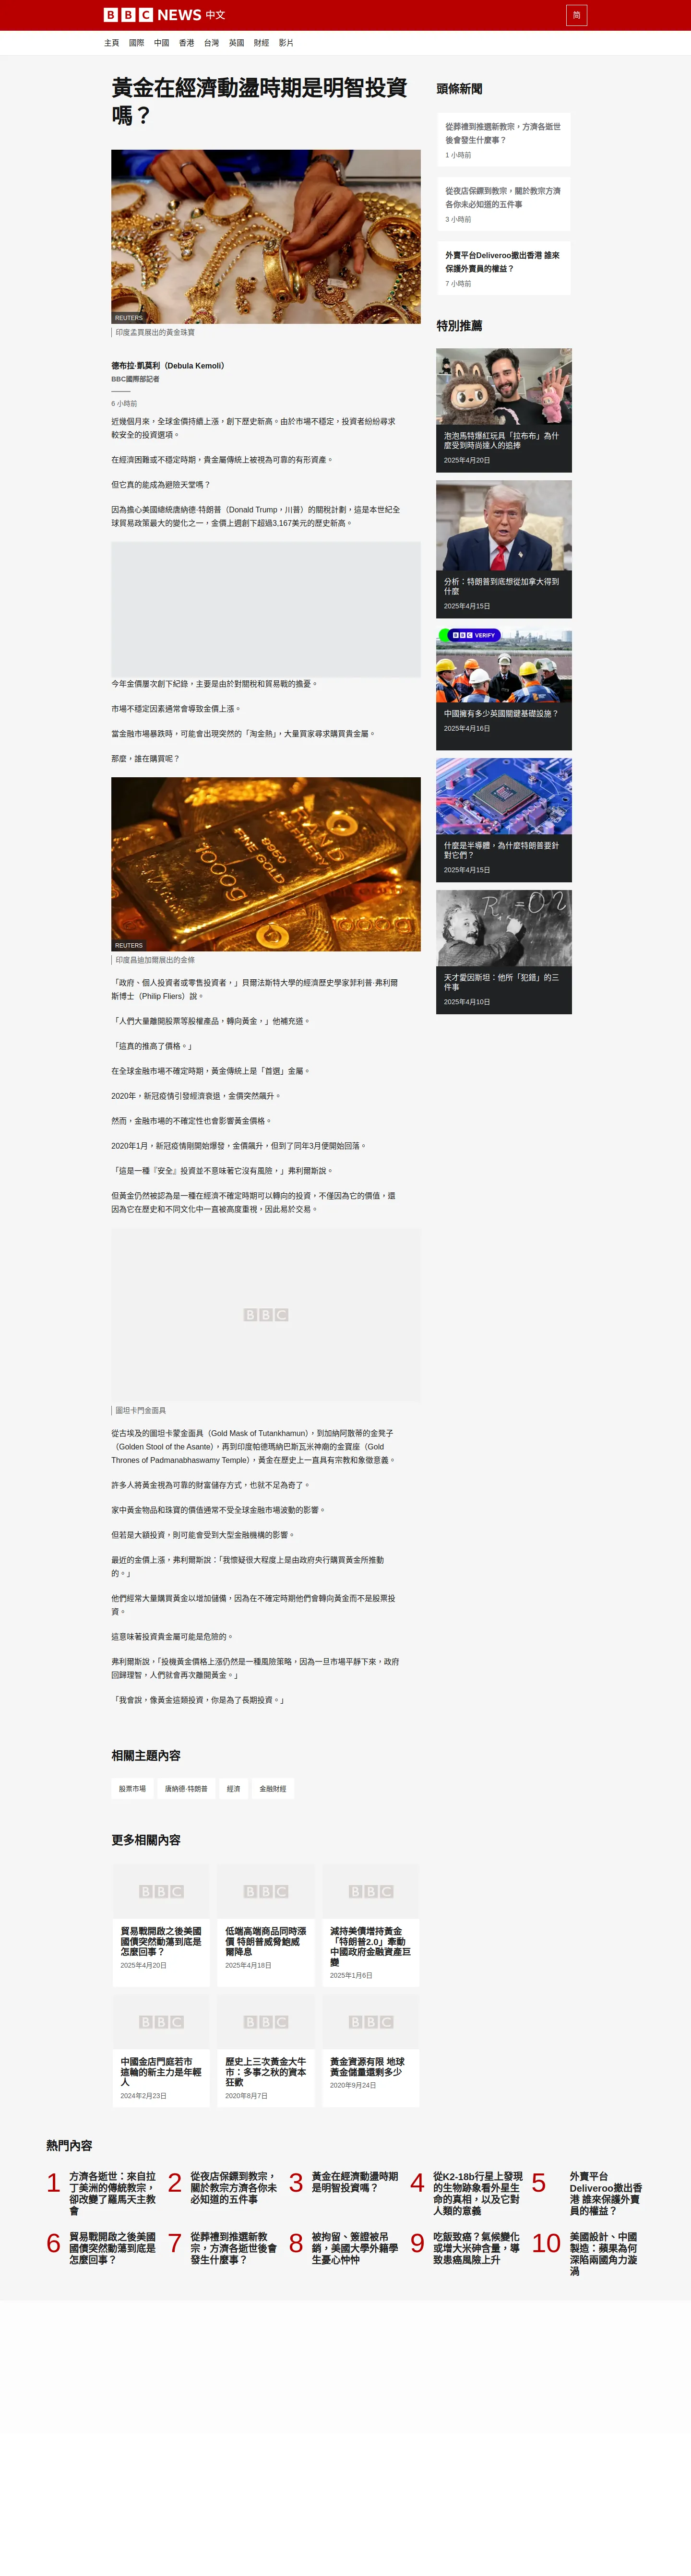 BBC NEWS 中文
简
主頁 國際 中國 香港 台灣 英國 財經 影片
黃金在經濟動盪時期是明智投資
嗎？
REUTERS
印度孟買展出的黃金珠寶
德布拉·凱莫利（Debula Kemoli）
BBC國際部記者
6 小時前
近幾個月來，全球金價持續上漲，創下歷史新高。由於市場不穩定，投資者紛紛尋求
較安全的投資選項。
在經濟困難或不穩定時期，貴金屬傳統上被視為可靠的有形資產。
但它真的能成為避險天堂嗎？
因為擔心美國總統唐納德·特朗普（Donald Trump，川普）的關稅計劃，這是本世紀全
球貿易政策最大的變化之一，金價上週創下超過3,167美元的歷史新高。
今年金價屢次創下紀錄，主要是由於對關稅和貿易戰的擔憂。
市場不穩定因素通常會導致金價上漲。
當金融市場暴跌時，可能會出現突然的「淘金熱」，大量買家尋求購買貴金屬。
那麼，誰在購買呢？
9995
1000
FINE GOLD
REUTERS
印度昌迪加爾展出的金條
「政府、個人投資者或零售投資者，」貝爾法斯特大學的經濟歷史學家菲利普·弗利爾
斯博士（Philip Fliers）說。
「人們大量離開股票等股權產品，轉向黃金，」他補充道。
「這真的推高了價格。」
在全球金融市場不確定時期，黃金傳統上是「首選」金屬。
2020年，新冠疫情引發經濟衰退，金價突然飆升。
然而，金融市場的不確定性也會影響黃金價格。
2020年1月，新冠疫情剛開始爆發，金價飆升，但到了同年3月便開始回落。
「這是一種『安全』投資並不意味著它沒有風險，」弗利爾斯說。
但黃金仍然被認為是一種在經濟不確定時期可以轉向的投資，不僅因為它的價值，還
因為它在歷史和不同文化中一直被高度重視，因此易於交易。
BBC
圖坦卡門金面具
從古埃及的圖坦卡蒙金面具（Gold Mask of Tutankhamun），到加納阿散蒂的金凳子
（Golden Stool of the Asante），再到印度帕德瑪納巴斯瓦米神廟的金寶座（Gold
Thrones of Padmanabhaswamy Temple），黃金在歷史上一直具有宗教和象徵意義。
許多人將黃金視為可靠的財富儲存方式，也就不足為奇了。
家中黃金物品和珠寶的價值通常不受全球金融市場波動的影響。
但若是大額投資，則可能會受到大型金融機構的影響。
最近的金價上漲，弗利爾斯說：「我懷疑很大程度上是由政府央行購買黃金所推動
的。」
他們經常大量購買黃金以增加儲備，因為在不確定時期他們會轉向黃金而不是股票投
資。
這意味著投資貴金屬可能是危險的。
弗利爾斯說，「投機黃金價格上漲仍然是一種風險策略，因為一旦市場平靜下來，政府
回歸理智，人們就會再次離開黃金。」
「我會說，像黃金這類投資，你是為了長期投資。」
相關主題內容
股票市場 唐納德·特朗普 經濟 金融財經
更多相關內容
BBC
貿易戰開啟之後美國
國債突然動蕩到底是
怎麼回事？
2025年4月20日
BBC
低端高端商品同時漲
價 特朗普威脅鮑威
爾降息
2025年4月18日
BBC
減持美債增持黃金
「特朗普2.0」牽動
中國政府金融資產巨
變
2025年1月6日
BBC
中國金店門庭若市
這輪的新主力是年輕
人
2024年2月23日
BBC
歷史上三次黃金大牛
市：多事之秋的資本
狂歡
2020年8月7日
BBC
黃金資源有限 地球
黃金儲量還剩多少
2020年9月24日
頭條新聞
從葬禮到推選新教宗，方濟各逝世
後會發生什麼事？
1 小時前
從夜店保鏢到教宗，關於教宗方濟
各你未必知道的五件事
3 小時前
外賣平台Deliveroo撤出香港 誰來
保護外賣員的權益？
7 小時前
特別推薦
泡泡馬特爆紅玩具「拉布布」為什
麼受到時尚達人的追捧
2025年4月20日
分析：特朗普到底想從加拿大得到
什麼
2025年4月15日
BBC VERIFY
中國擁有多少英國關鍵基礎設施？
2025年4月16日
什麼是半導體，為什麼特朗普要針
對它們？
2025年4月15日
天才愛因斯坦：他所「犯錯」的三
件事
2025年4月10日
熱門內容
1
方濟各逝世：來自拉
丁美洲的傳統教宗，
卻改變了羅馬天主教
會
2
從夜店保鏢到教宗，
關於教宗方濟各你未
必知道的五件事
3
黃金在經濟動盪時期
是明智投資嗎？
4
從K2-18b行星上發現
的生物跡象看外星生
命的真相，以及它對
人類的意義
5
外賣平台
Deliveroo撤出香
港 誰來保護外賣
員的權益？
6
貿易戰開啟之後美國
國債突然動蕩到底是
怎麼回事？
7
從葬禮到推選新教
宗，方濟各逝世後會
發生什麼事？
8
被拘留、簽證被吊
銷，美國大學外籍學
生憂心忡忡
9
吃飯致癌？氣候變化
或增大米砷含量，導
致患癌風險上升
10
美國設計、中國
製造：蘋果為何
深陷兩國角力漩
渦